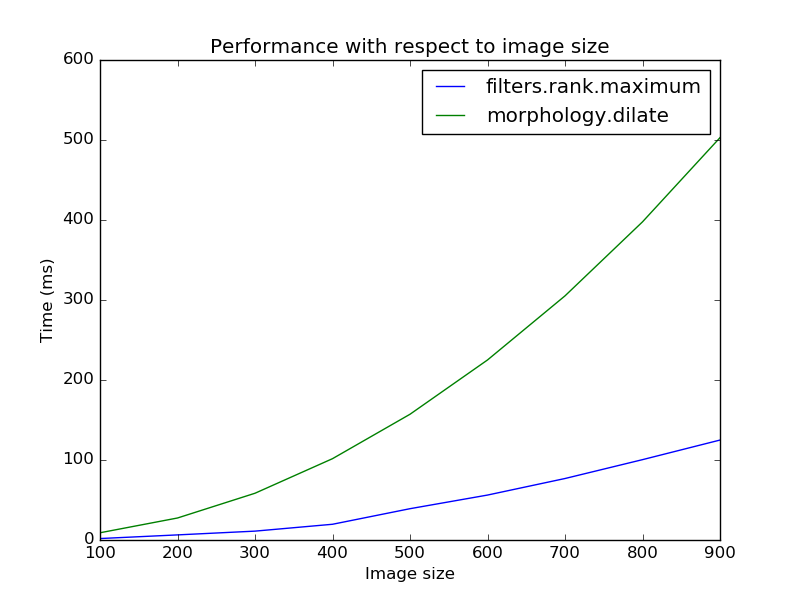 Performance with respect to image size
filters.rank.maximum
morphology.dilate
600
500
400
300
200
100
0
Time (ms)
100 200 300 400 500 600 700 800 900
Image size